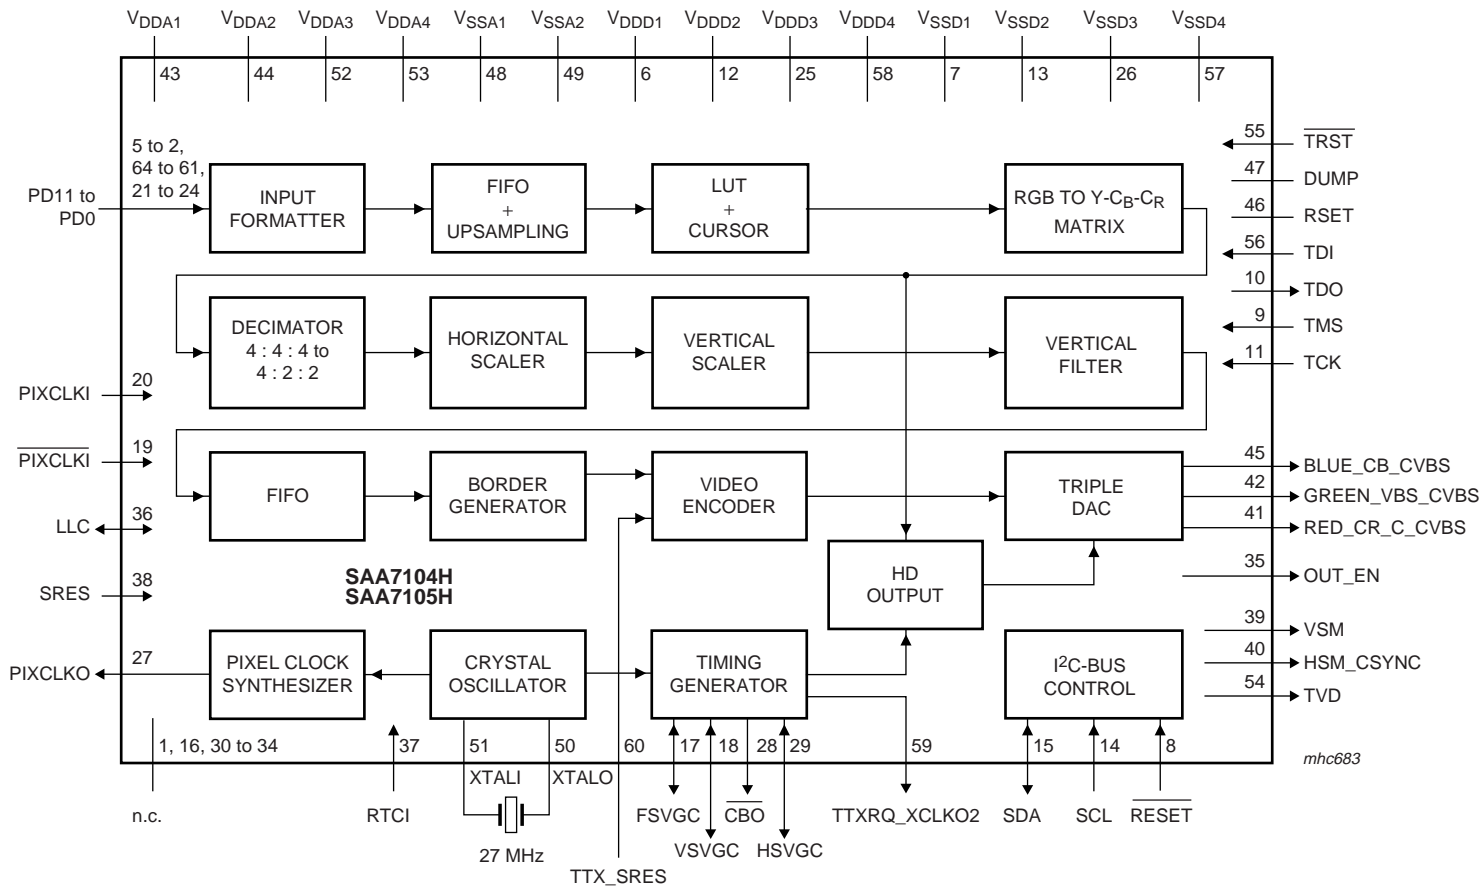 VDDA1 VDDA2 VDDA3 VDDA4 VSSA1 VSSA2 VDDD1 VDDD2 VDDD3 VDDD4 VSSD1 VSSD2 VSSD3 VSSD4
43 44 52 53 48 49 6 12 25 58 7 13 26 57
5 to 2,
64 to 61,
21 to 24
PD11 to
PD0
INPUT
FORMATTER
FIFO
+
UPSAMPLING
LUT
+
CURSOR
RGB TO Y-CB-CR
MATRIX
55 TRST
47 DUMP
46 RSET
56 TDI
10 TDO
9 TMS
11 TCK
DECIMATOR
4 : 4 : 4 to
4 : 2 : 2
HORIZONTAL
SCALER
VERTICAL
SCALER
VERTICAL
FILTER
PIXCLKI 20
PIXCLKI 19
LLC 36
SRES 38
PIXCLKO 27
FIFO
BORDER
GENERATOR
VIDEO
ENCODER
TRIPLE
DAC
45 BLUE_CB_CVBS
42 GREEN_VBS_CVBS
41 RED_CR_C_CVBS
35 OUT_EN
39 VSM
40 HSM_CSYNC
54 TVD
SAA7104H
SAA7105H
HD
OUTPUT
PIXEL CLOCK
SYNTHESIZER
CRYSTAL
OSCILLATOR
TIMING
GENERATOR
I2C-BUS
CONTROL
1, 16, 30 to 34 37 51 50 60 17 18 28 29 59 15 14 8
mhc683
XTALI XTALO
n.c. RTCI FSVGC CBO TTXRQ_XCLKO2 SDA SCL RESET
27 MHz VSVGC HSVGC
TTX_SRES